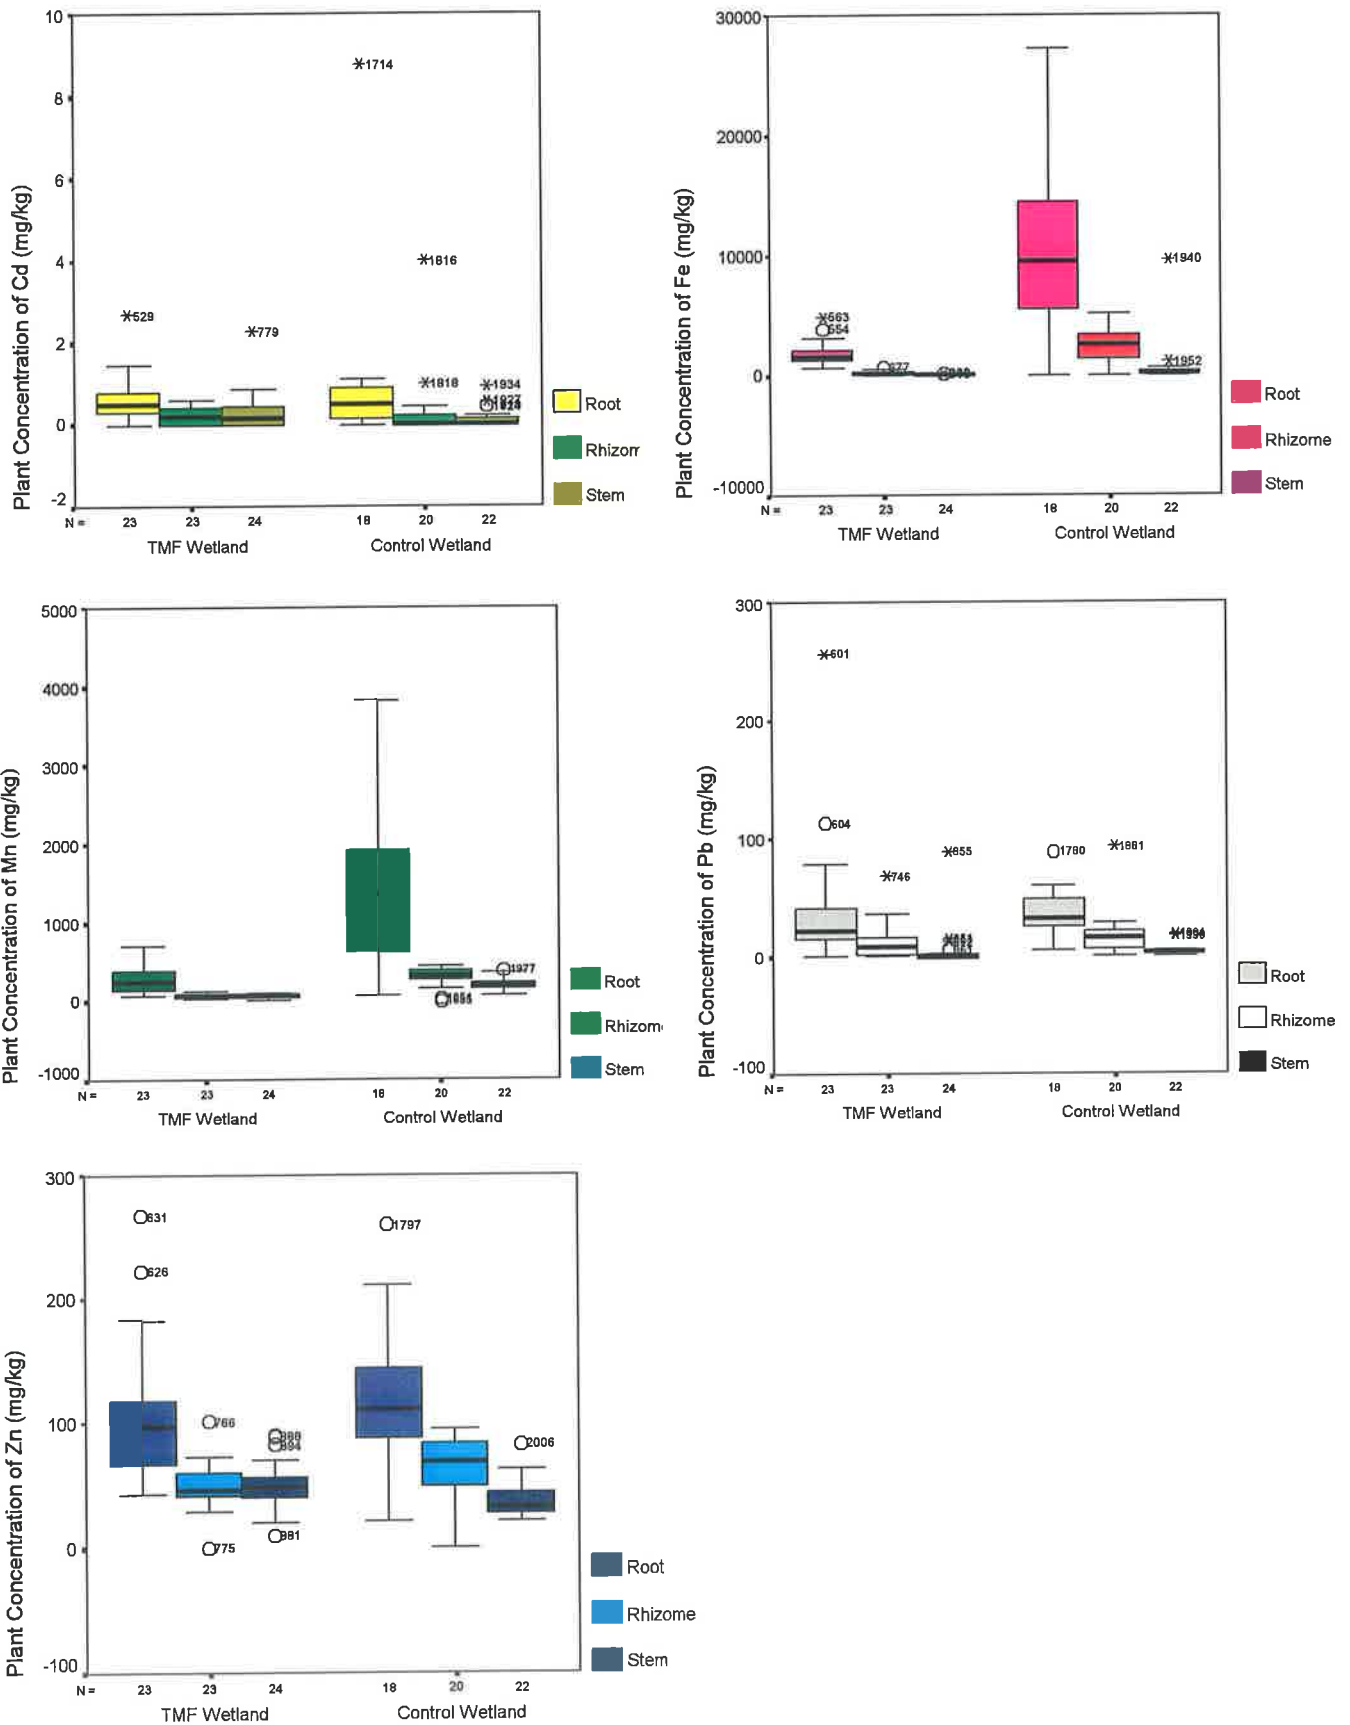 Plant Concentration of Cd (mg/kg)
10
8
6
4
2
0
-2
*1714
*1816
*529
*779
*1818
*1934
N =
23
23
24
18
20
22
TMF Wetland
Control Wetland
Root
Rhizom
Stem
Plant Concentration of Fe (mg/kg)
30000
20000
10000
0
-10000
*563
554
*1940
*1952
N =
23
23
24
18
20
22
TMF Wetland
Control Wetland
Root
Rhizome
Stem
Plant Concentration of Mn (mg/kg)
5000
4000
3000
2000
1000
0
-1000
1977
N =
23
23
24
18
20
22
TMF Wetland
Control Wetland
Root
Rhizom
Stem
Plant Concentration of Pb (mg/kg)
300
200
100
0
-100
*601
604
*746
*855
1780
*1881
N =
23
23
24
18
20
22
TMF Wetland
Control Wetland
Root
Rhizome
Stem
Plant Concentration of Zn (mg/kg)
300
200
100
0
-100
631
626
766
894
775
881
1797
2006
N =
23
23
24
18
20
22
TMF Wetland
Control Wetland
Root
Rhizome
Stem